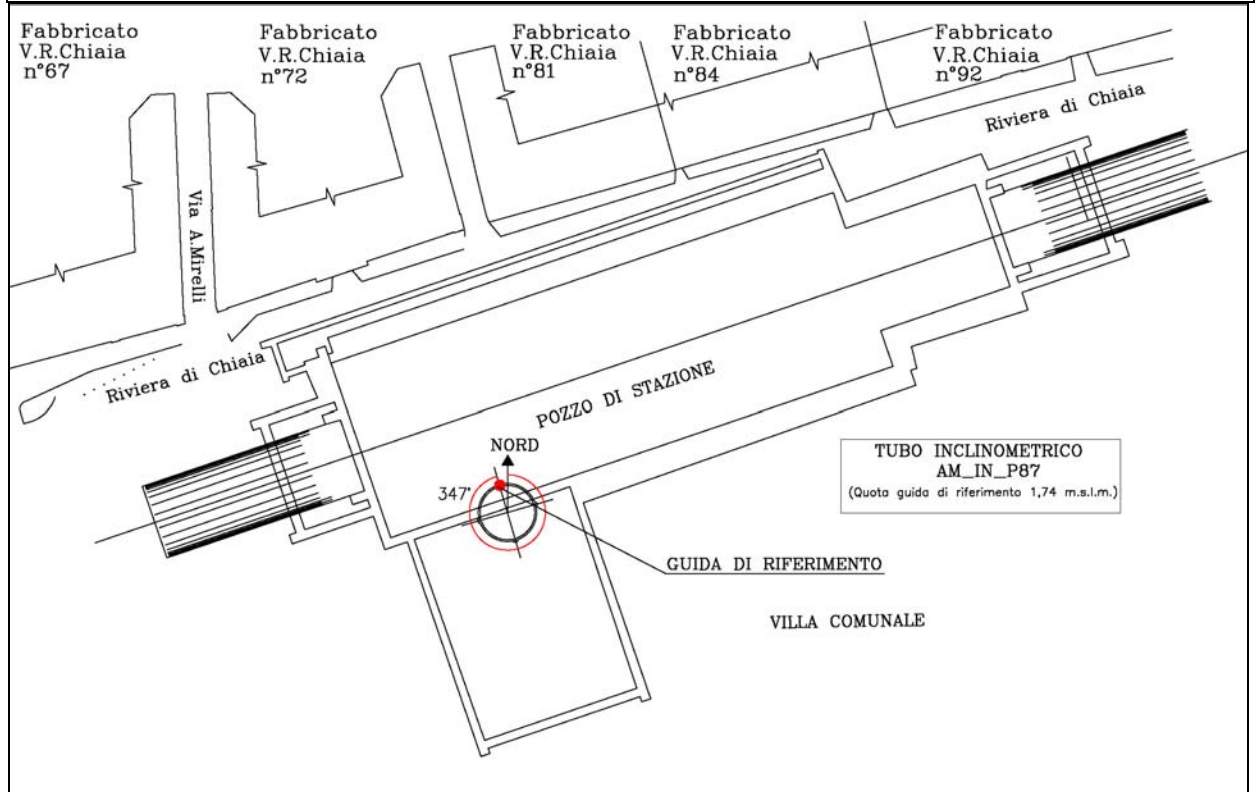 Fabbricato
V.R.Chiaia
n°67
Fabbricato
V.R.Chiaia
n°72
Fabbricato
V.R.Chiaia
n°81
Fabbricato
V.R.Chiaia
n°84
Fabbricato
V.R.Chiaia
n°92
Riviera di Chiaia
Via A.Mirelli
Riviera di Chiaia
POZZO DI STAZIONE
NORD
347°
TUBO INCLINOMETRICO
AM_IN_P87
(Quota guida di riferimento 1,74 m.s.l.m.)
GUIDA DI RIFERIMENTO
VILLA COMUNALE